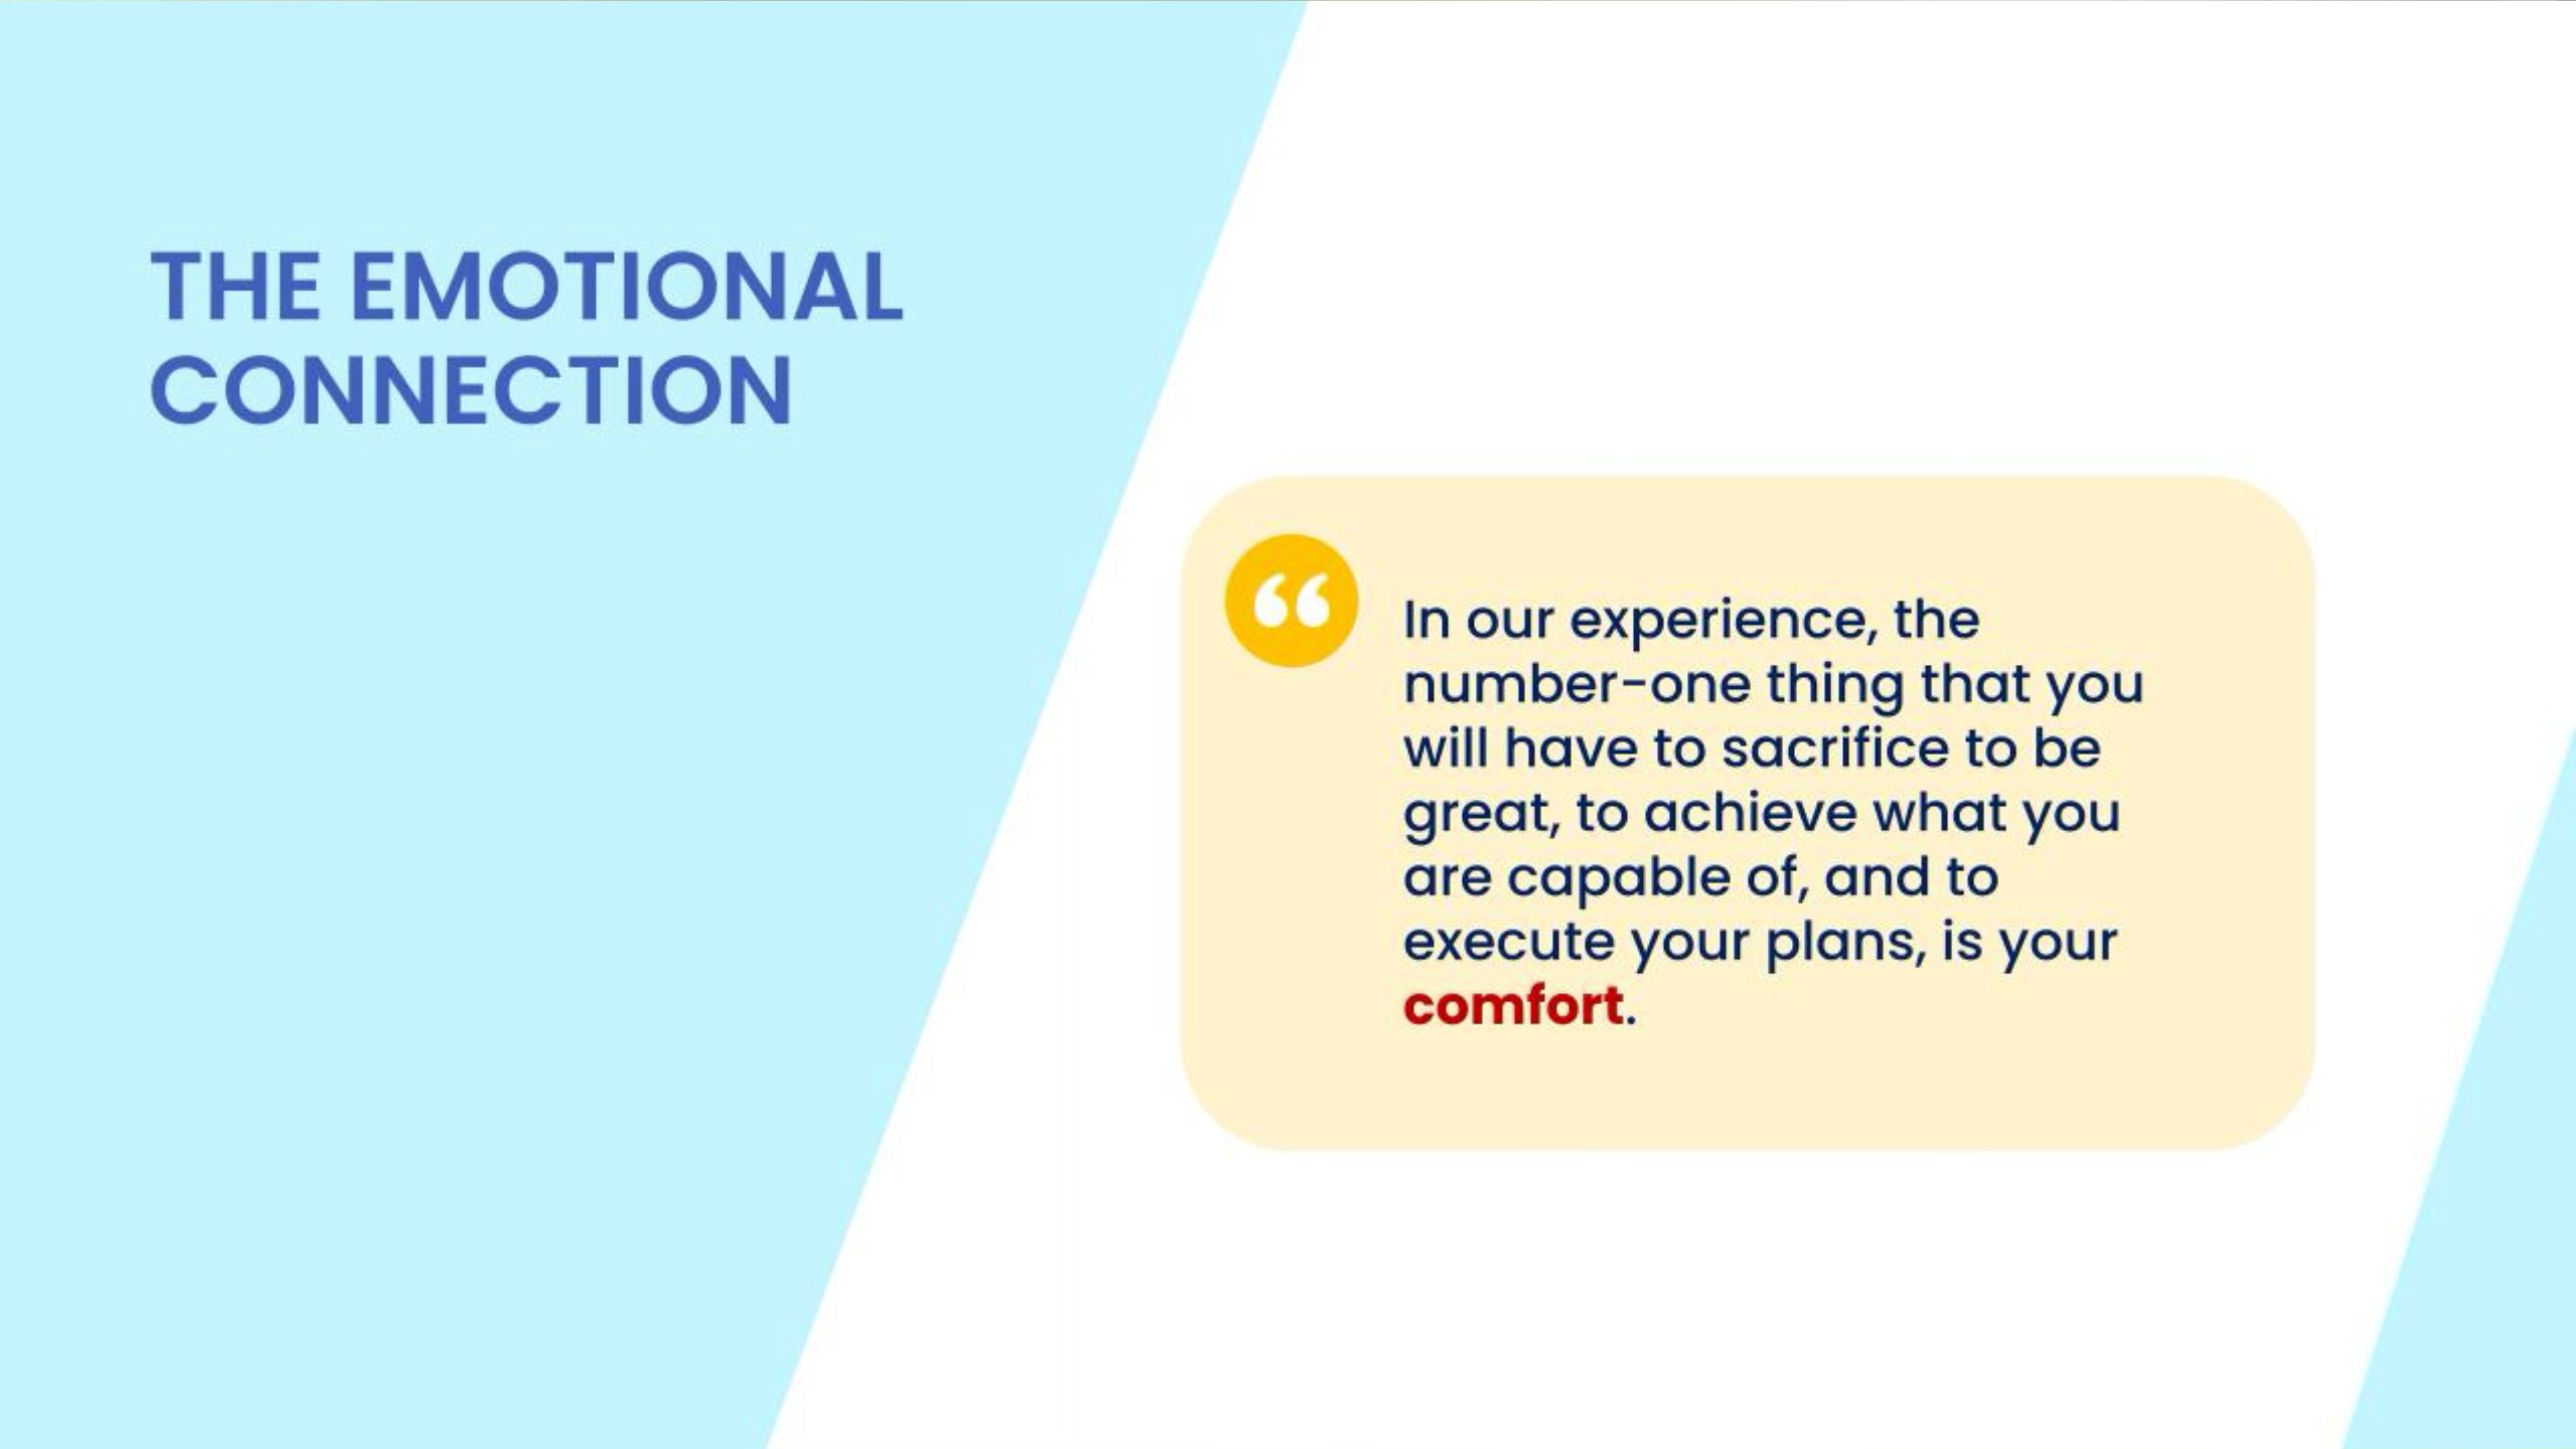 THE EMOTIONAL
CONNECTION
“
In our experience, the
number-one thing that you
will have to sacrifice to be
great, to achieve what you
are capable of, and to
execute your plans, is your
comfort.